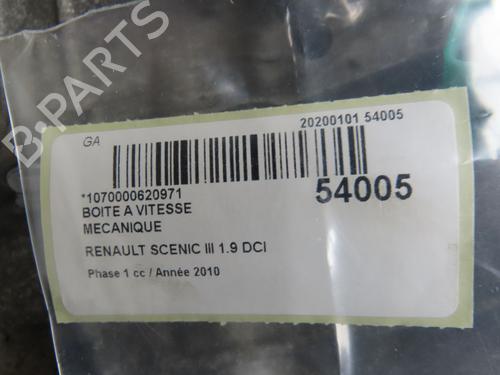 B-PARTS
GA
20200101 54005
*1070000620971
54005
BOITE A VITESSE
MECANIQUE
RENAULT SCENIC III 1.9 DCI
Phase 1 cc / Année 2010